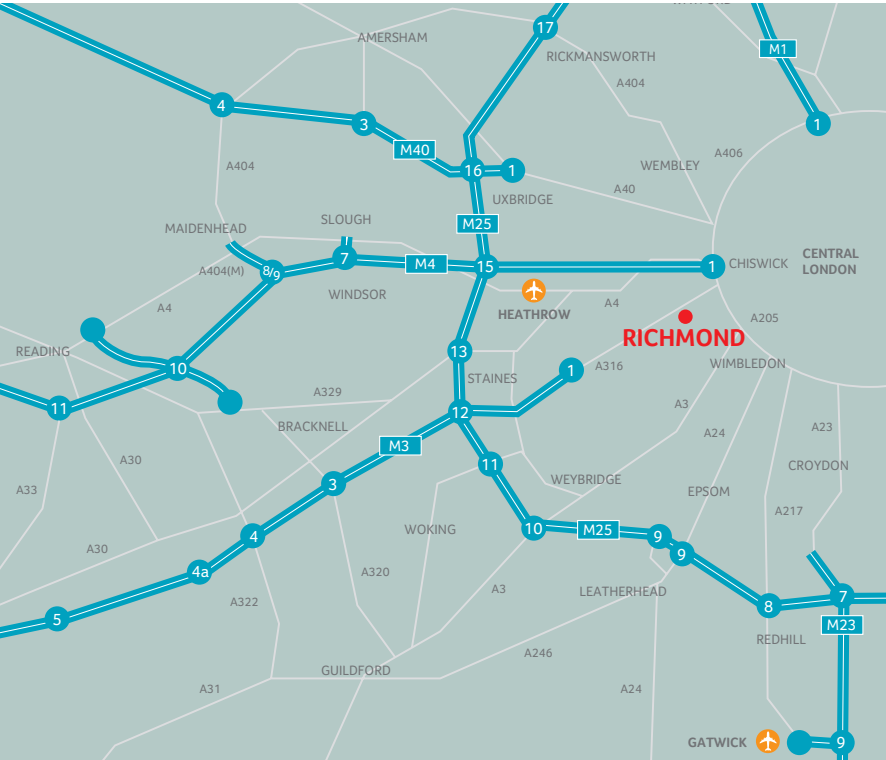 AMERSHAM
17
RICKMANSWORTH
M1
A404
4
3
1
M40
A404
16
1
WEMBLEY
A406
A40
UXBRIDGE
MAIDENHEAD
SLOUGH
M25
A404(M)
8/9
7
M4
15
1
CHISWICK
CENTRAL
LONDON
WINDSOR
A4
HEATHROW
A4
RICHMOND
A205
READING
10
13
STAINES
1
A316
WIMBLEDON
11
A329
12
A3
BRACKNELL
M3
A24
A23
A30
11
CROYDON
A33
3
WEYBRIDGE
EPSOM
A217
WOKING
10
M25
9
9
A30
4
4a
A320
A3
LEATHERHEAD
A322
5
8
7
M23
REDHILL
A246
GUILDFORD
A31
A24
GATWICK
9